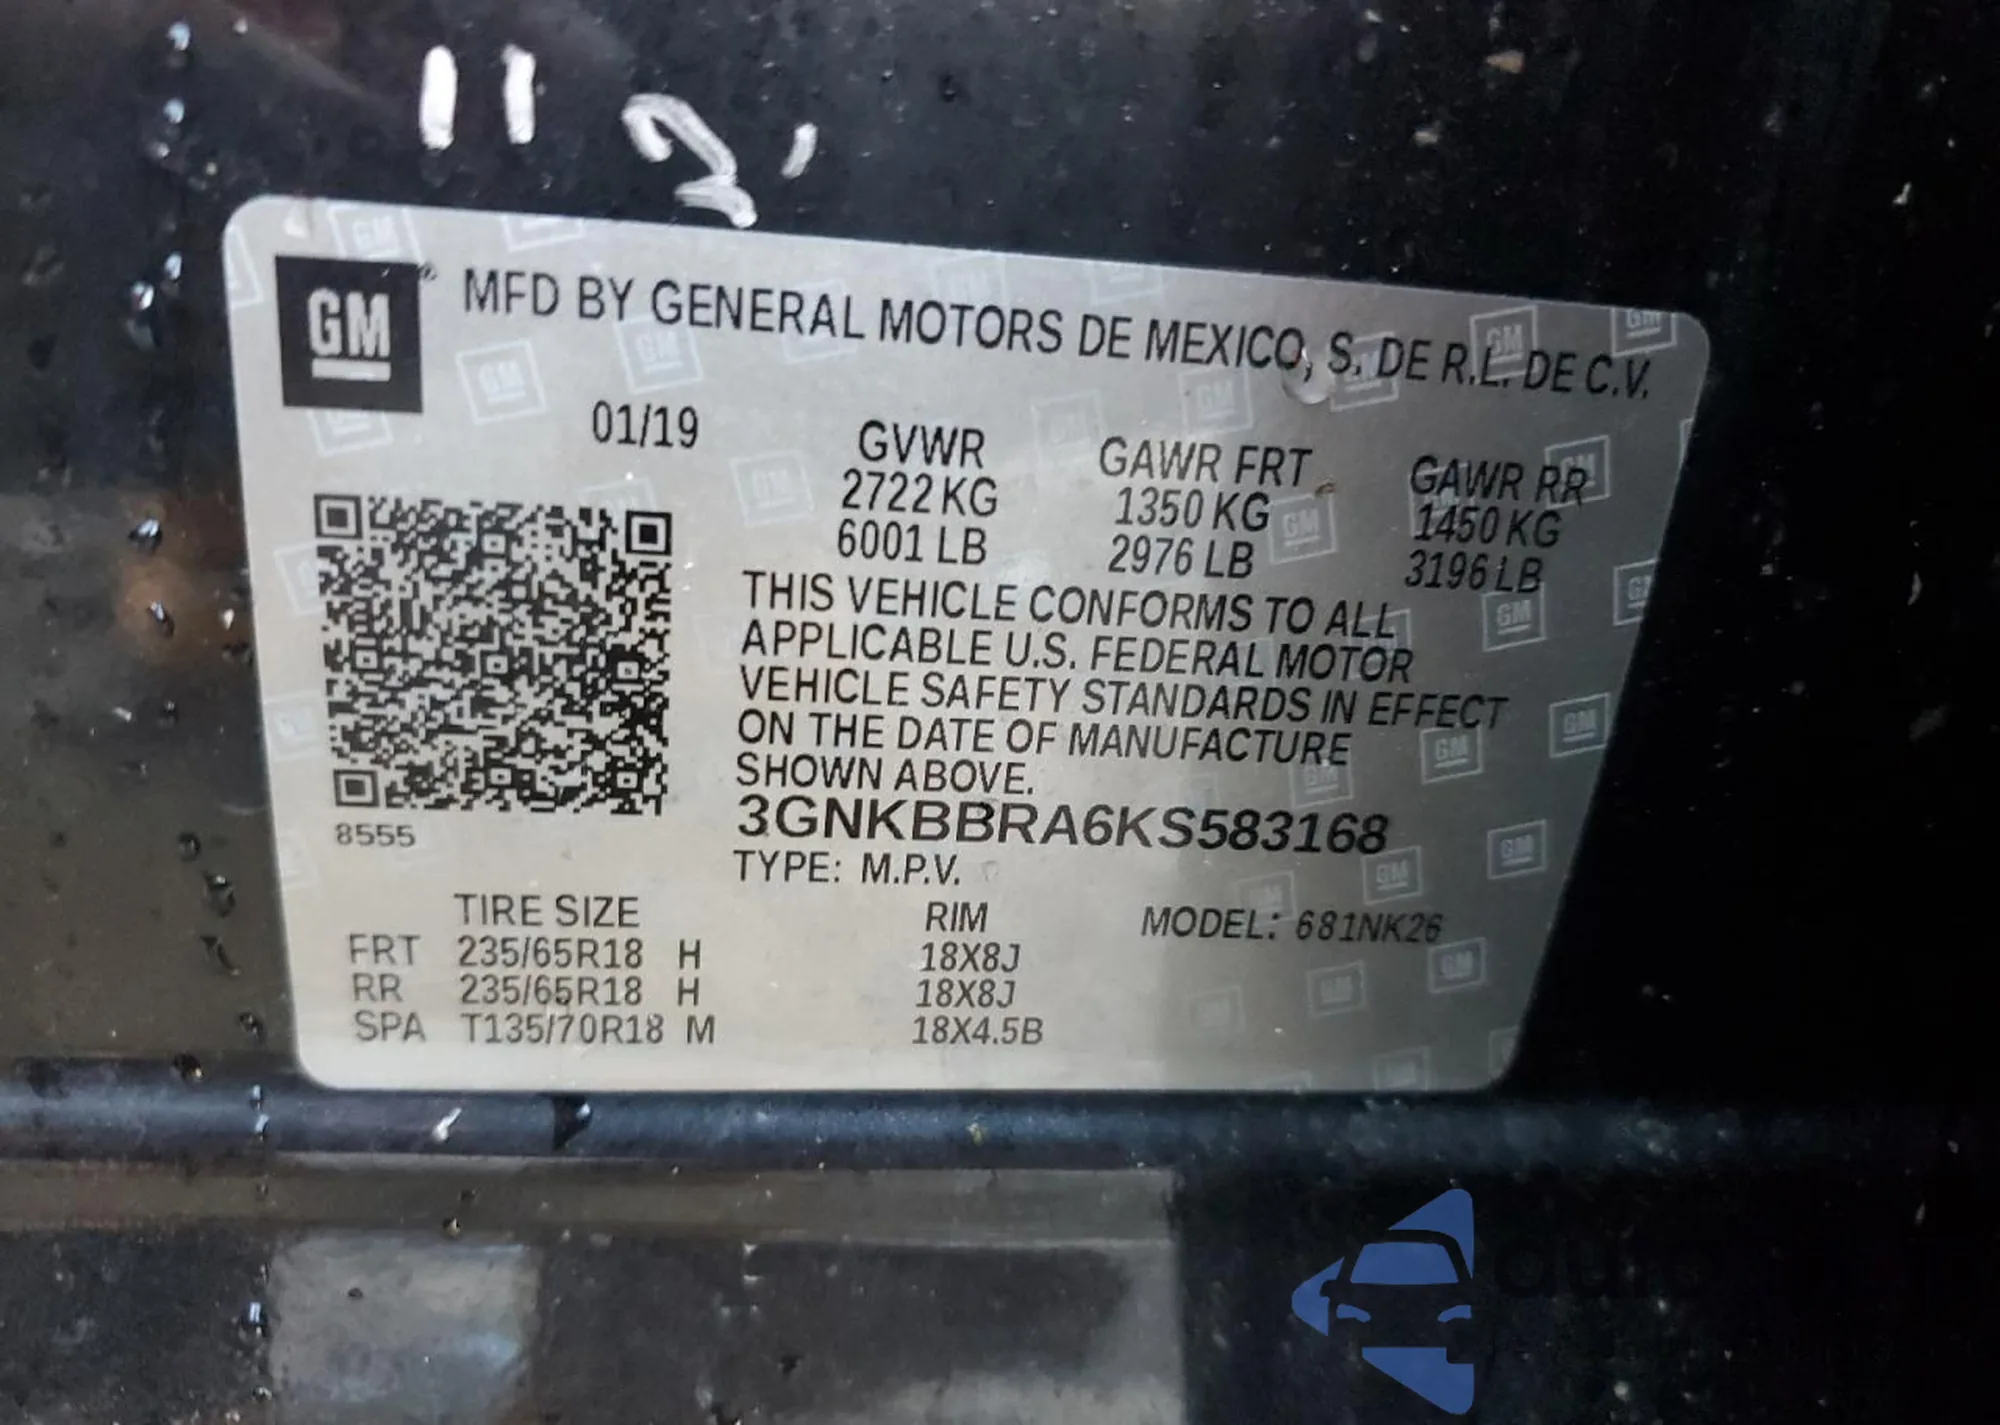 GM
MFD BY GENERAL MOTORS DE MEXICO, S. DE R.L. DE C.V.
01/19
GVWR GAWR FRT GAWR RR
2722 KG 1350 KG 1450 KG
6001 LB 2976 LB 3196 LB
THIS VEHICLE CONFORMS TO ALL
APPLICABLE U.S. FEDERAL MOTOR
VEHICLE SAFETY STANDARDS IN EFFECT
ON THE DATE OF MANUFACTURE
SHOWN ABOVE.
3GNKBBRA6KS583168
8555
TYPE: M.P.V.
TIRE SIZE RIM MODEL: 681NK26
FRT 235/65R18 H 18X8J
RR 235/65R18 H 18X8J
SPA T135/70R18 M 18X4.5B